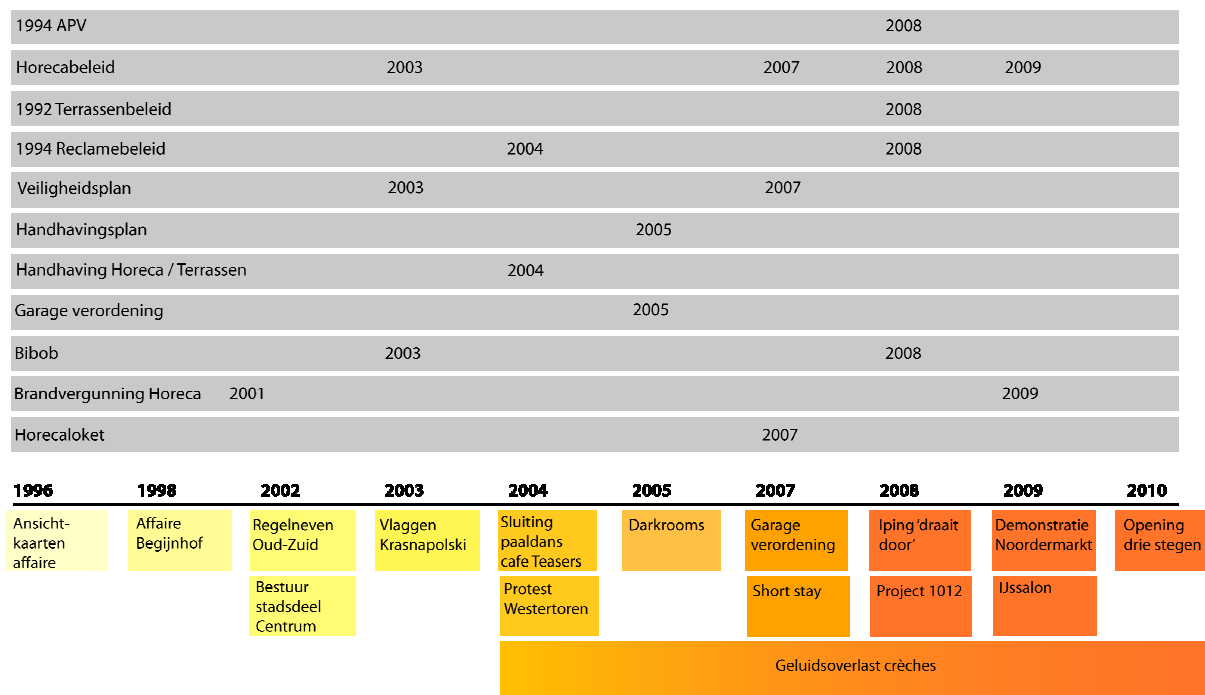 1994 APV 2008
Horecabeleid 2003 2007 2008 2009
1992 Terrassenbeleid 2008
1994 Reclamebeleid 2004 2008
Veiligheidsplan 2003 2007
Handhavingsplan 2005
Handhaving Horeca / Terrassen 2004
Garage verordening 2005
Bibob 2003 2008
Brandvergunning Horeca 2001 2009
Horecaloket 2007
1996 1998 2002 2003 2004 2005 2007 2008 2009 2010
Ansicht-
kaarten
affaire
Affaire
Begijnhof
Regelneven
Oud-Zuid
Vlaggen
Krasnapolski
Sluiting
paaldans
cafe Teasers
Darkrooms
Garage
verordening
Iping ‘draait
door’
Demonstratie
Noordermarkt
Opening
drie stegen
Bestuur
stadsdeel
Centrum
Protest
Westertoren
Short stay
Project 1012
IJssalon
Geluidsoverlast crèches